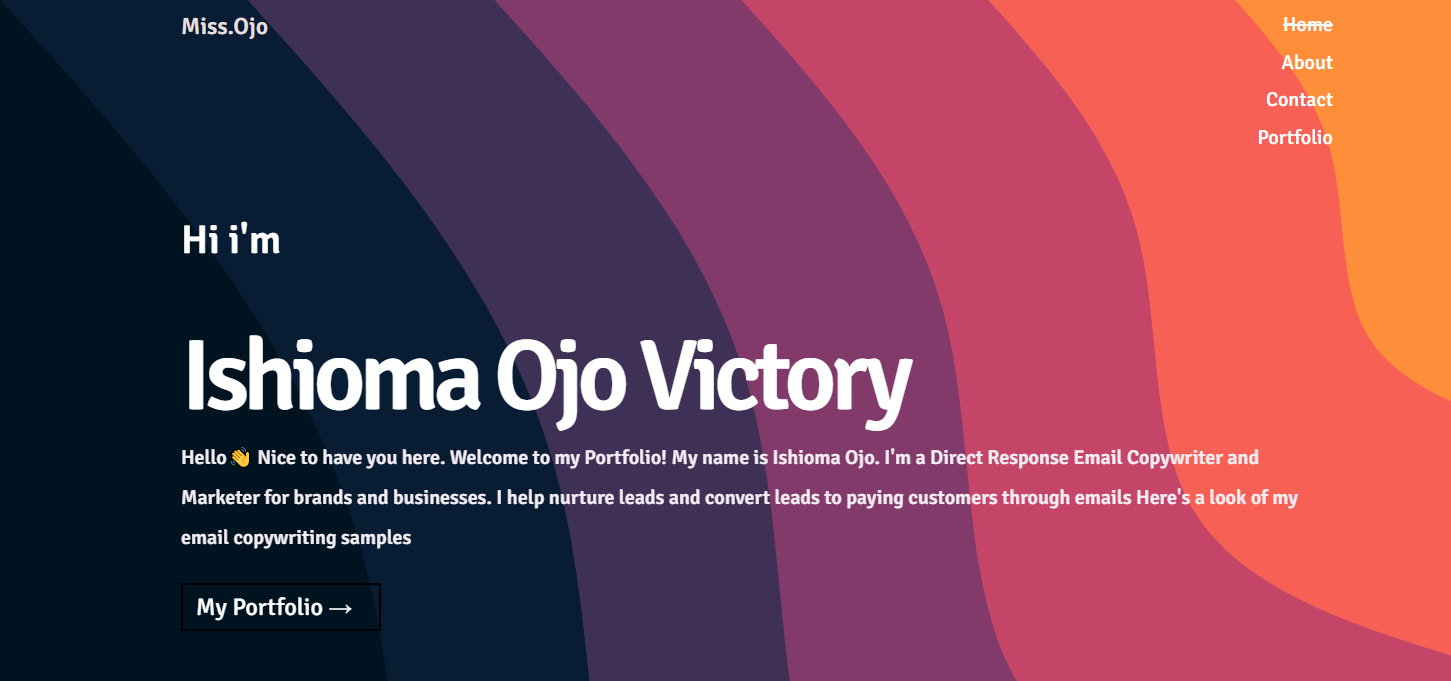 Miss.Ojo
Home
About
Contact
Portfolio
Hi i'm
Ishioma Ojo Victory
Hello 👋 Nice to have you here. Welcome to my Portfolio! My name is Ishioma Ojo. I'm a Direct Response Email Copywriter and
Marketer for brands and businesses. I help nurture leads and convert leads to paying customers through emails Here's a look of my
email copywriting samples
My Portfolio →